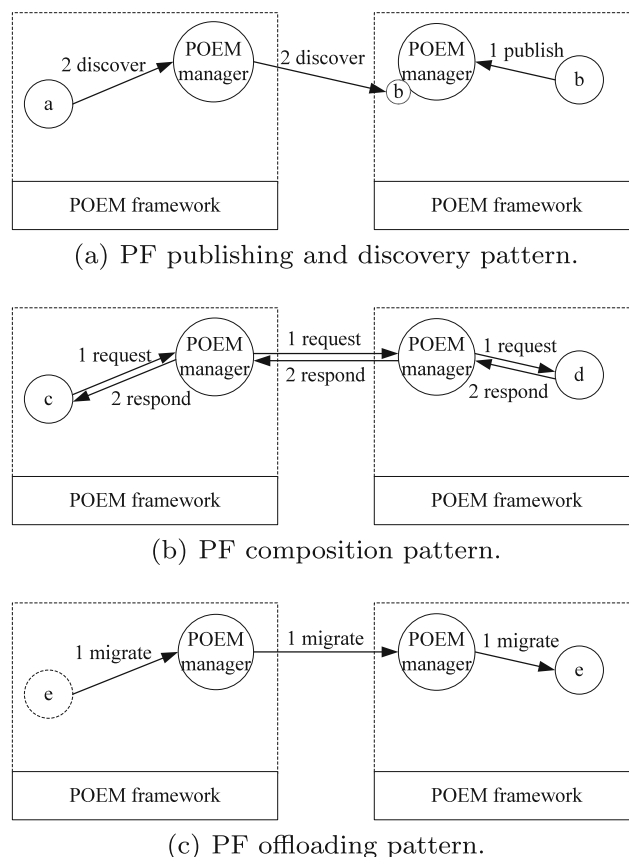 2 discover
POEM manager
a
2 discover
POEM manager
b
1 publish
b
POEM framework
POEM framework
(a) PF publishing and discovery pattern.
1 request
POEM manager
2 respond
c
1 request
2 respond
POEM manager
1 request
d
2 respond
POEM framework
POEM framework
(b) PF composition pattern.
1 migrate
POEM manager
e
1 migrate
POEM manager
1 migrate
e
POEM framework
POEM framework
(c) PF offloading pattern.